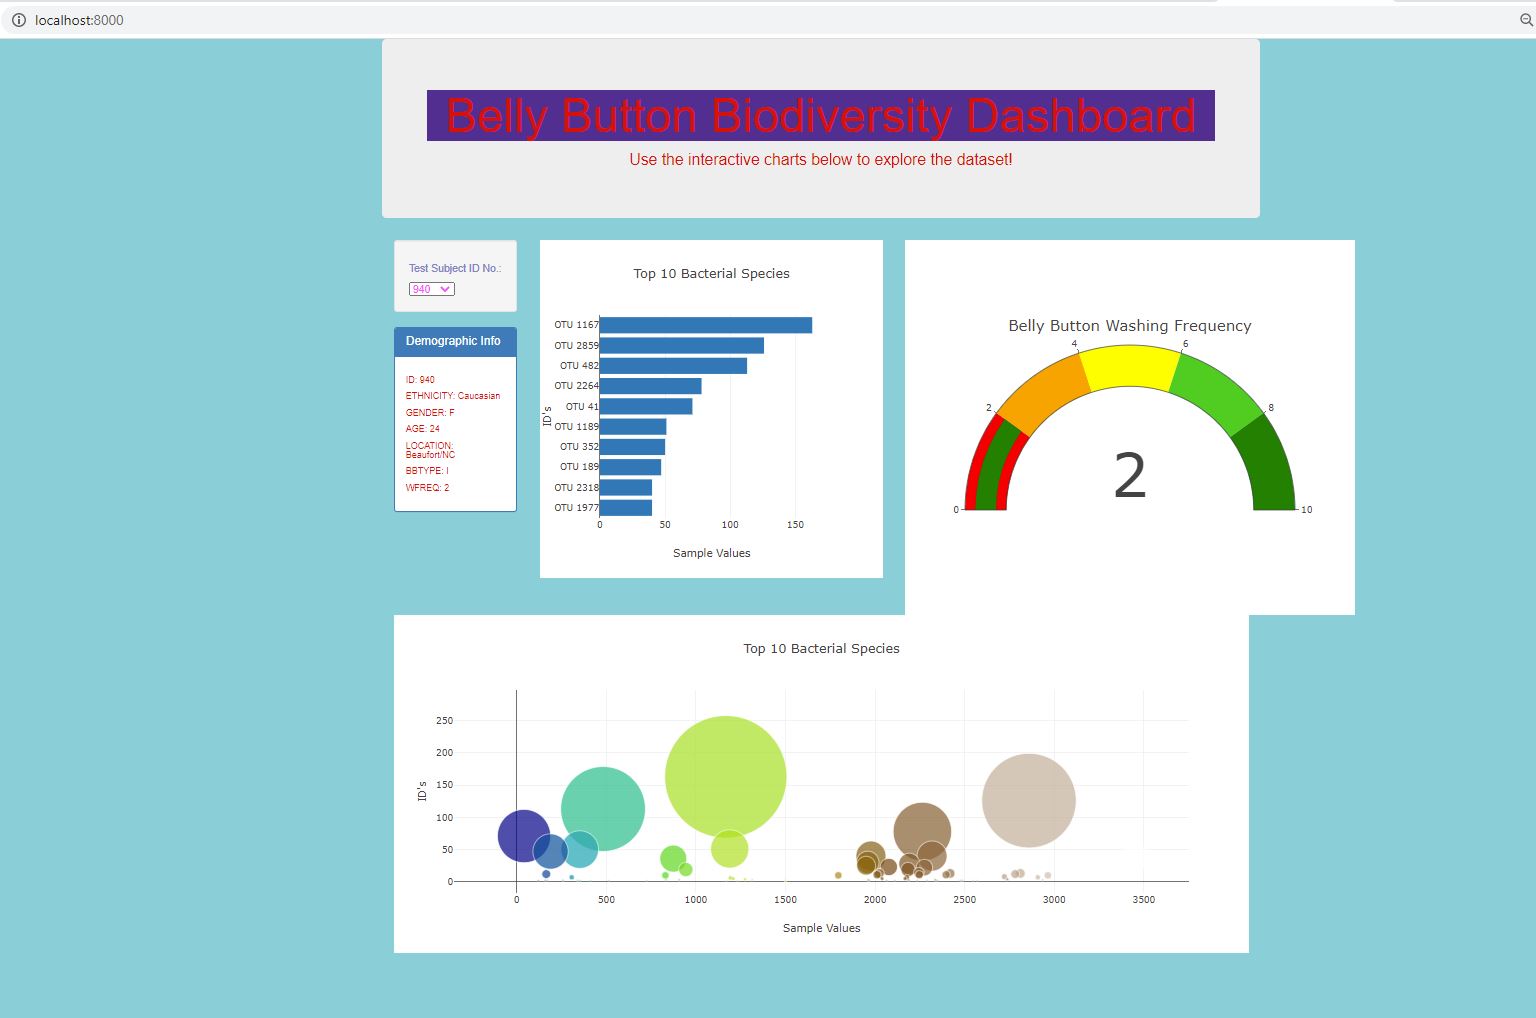 localhost:8000
Belly Button Biodiversity Dashboard
Use the interactive charts below to explore the dataset!
Test Subject ID No.:
940
Demographic Info
ID: 940
ETHNICITY: Caucasian
GENDER: F
AGE: 24
LOCATION:
Beaufort/NC
BBTYPE: I
WFREQ: 2
Top 10 Bacterial Species
OTU 1167
OTU 2859
OTU 482
OTU 2264
OTU 41
OTU 1189
OTU 352
OTU 189
OTU 2318
OTU 1977
ID's
0 50 100 150
Sample Values
Belly Button Washing Frequency
0 2 4 6 8 10
2
Top 10 Bacterial Species
250
200
150
100
50
0
ID's
0 500 1000 1500 2000 2500 3000 3500
Sample Values